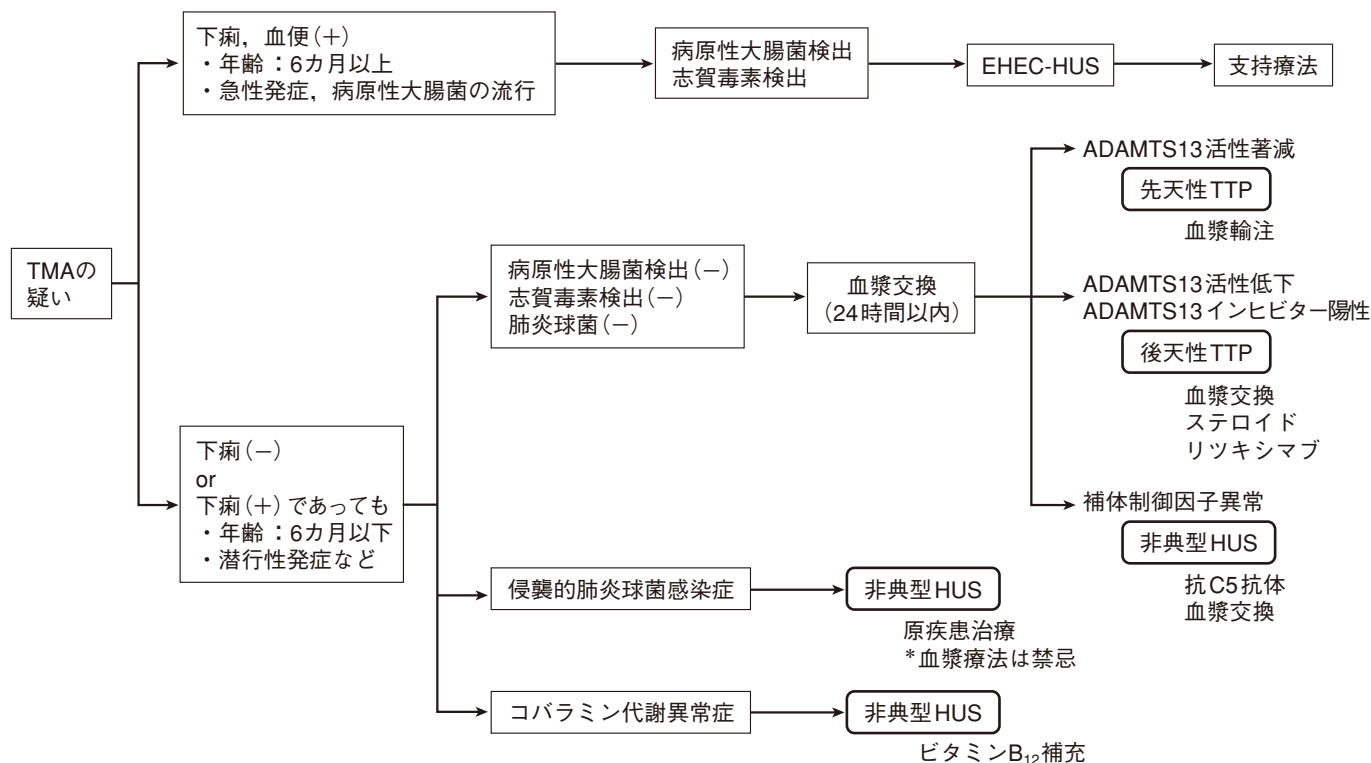 TMAの
疑い
下痢，血便（＋）
・年齢：6カ月以上
・急性発症，病原性大腸菌の流行
病原性大腸菌検出
志賀毒素検出
EHEC-HUS
支持療法
下痢（−）
or
下痢（＋）であっても
・年齢：6カ月以下
・潜行性発症など
病原性大腸菌検出（−）
志賀毒素検出（−）
肺炎球菌（−）
血漿交換
（24時間以内）
ADAMTS13活性著減
先天性TTP
血漿輸注
ADAMTS13活性低下
ADAMTS13インヒビター陽性
後天性TTP
血漿交換
ステロイド
リツキシマブ
補体制御因子異常
非典型HUS
抗C5抗体
血漿交換
侵襲的肺炎球菌感染症
非典型HUS
原疾患治療
*血漿療法は禁忌
コバラミン代謝異常症
非典型HUS
ビタミンB₁₂補充